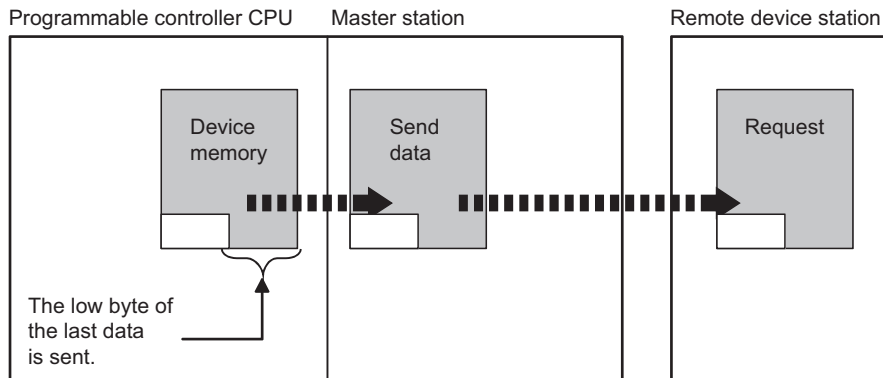 Programmable controller CPU
Master station
Remote device station
Device
memory
Send
data
Request
The low byte of
the last data
is sent.